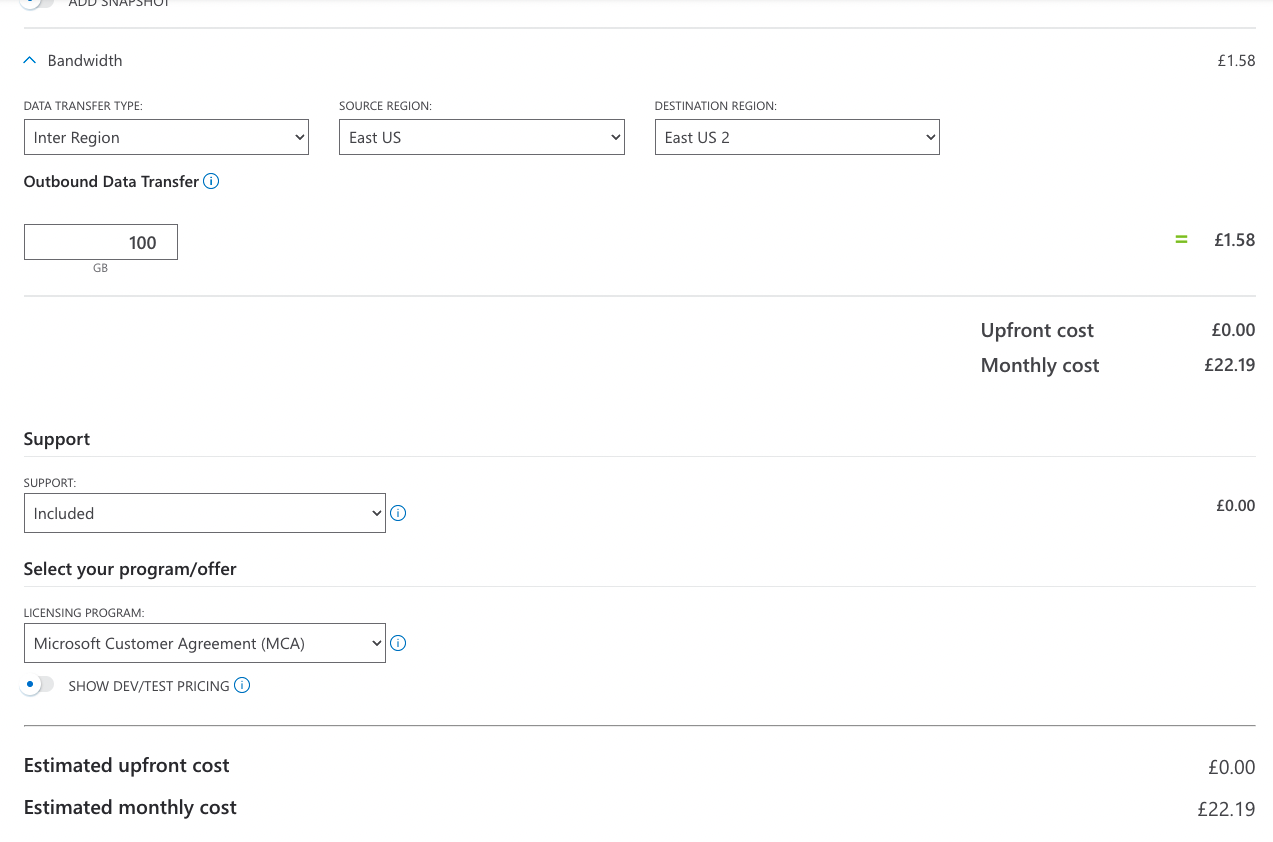 ADD SNAPSHOT
Bandwidth £1.58
DATA TRANSFER TYPE: SOURCE REGION: DESTINATION REGION:
Inter Region East US East US 2
Outbound Data Transfer
100 = £1.58
GB
Upfront cost £0.00
Monthly cost £22.19
Support
SUPPORT:
Included £0.00
Select your program/offer
LICENSING PROGRAM:
Microsoft Customer Agreement (MCA)
SHOW DEV/TEST PRICING
Estimated upfront cost £0.00
Estimated monthly cost £22.19